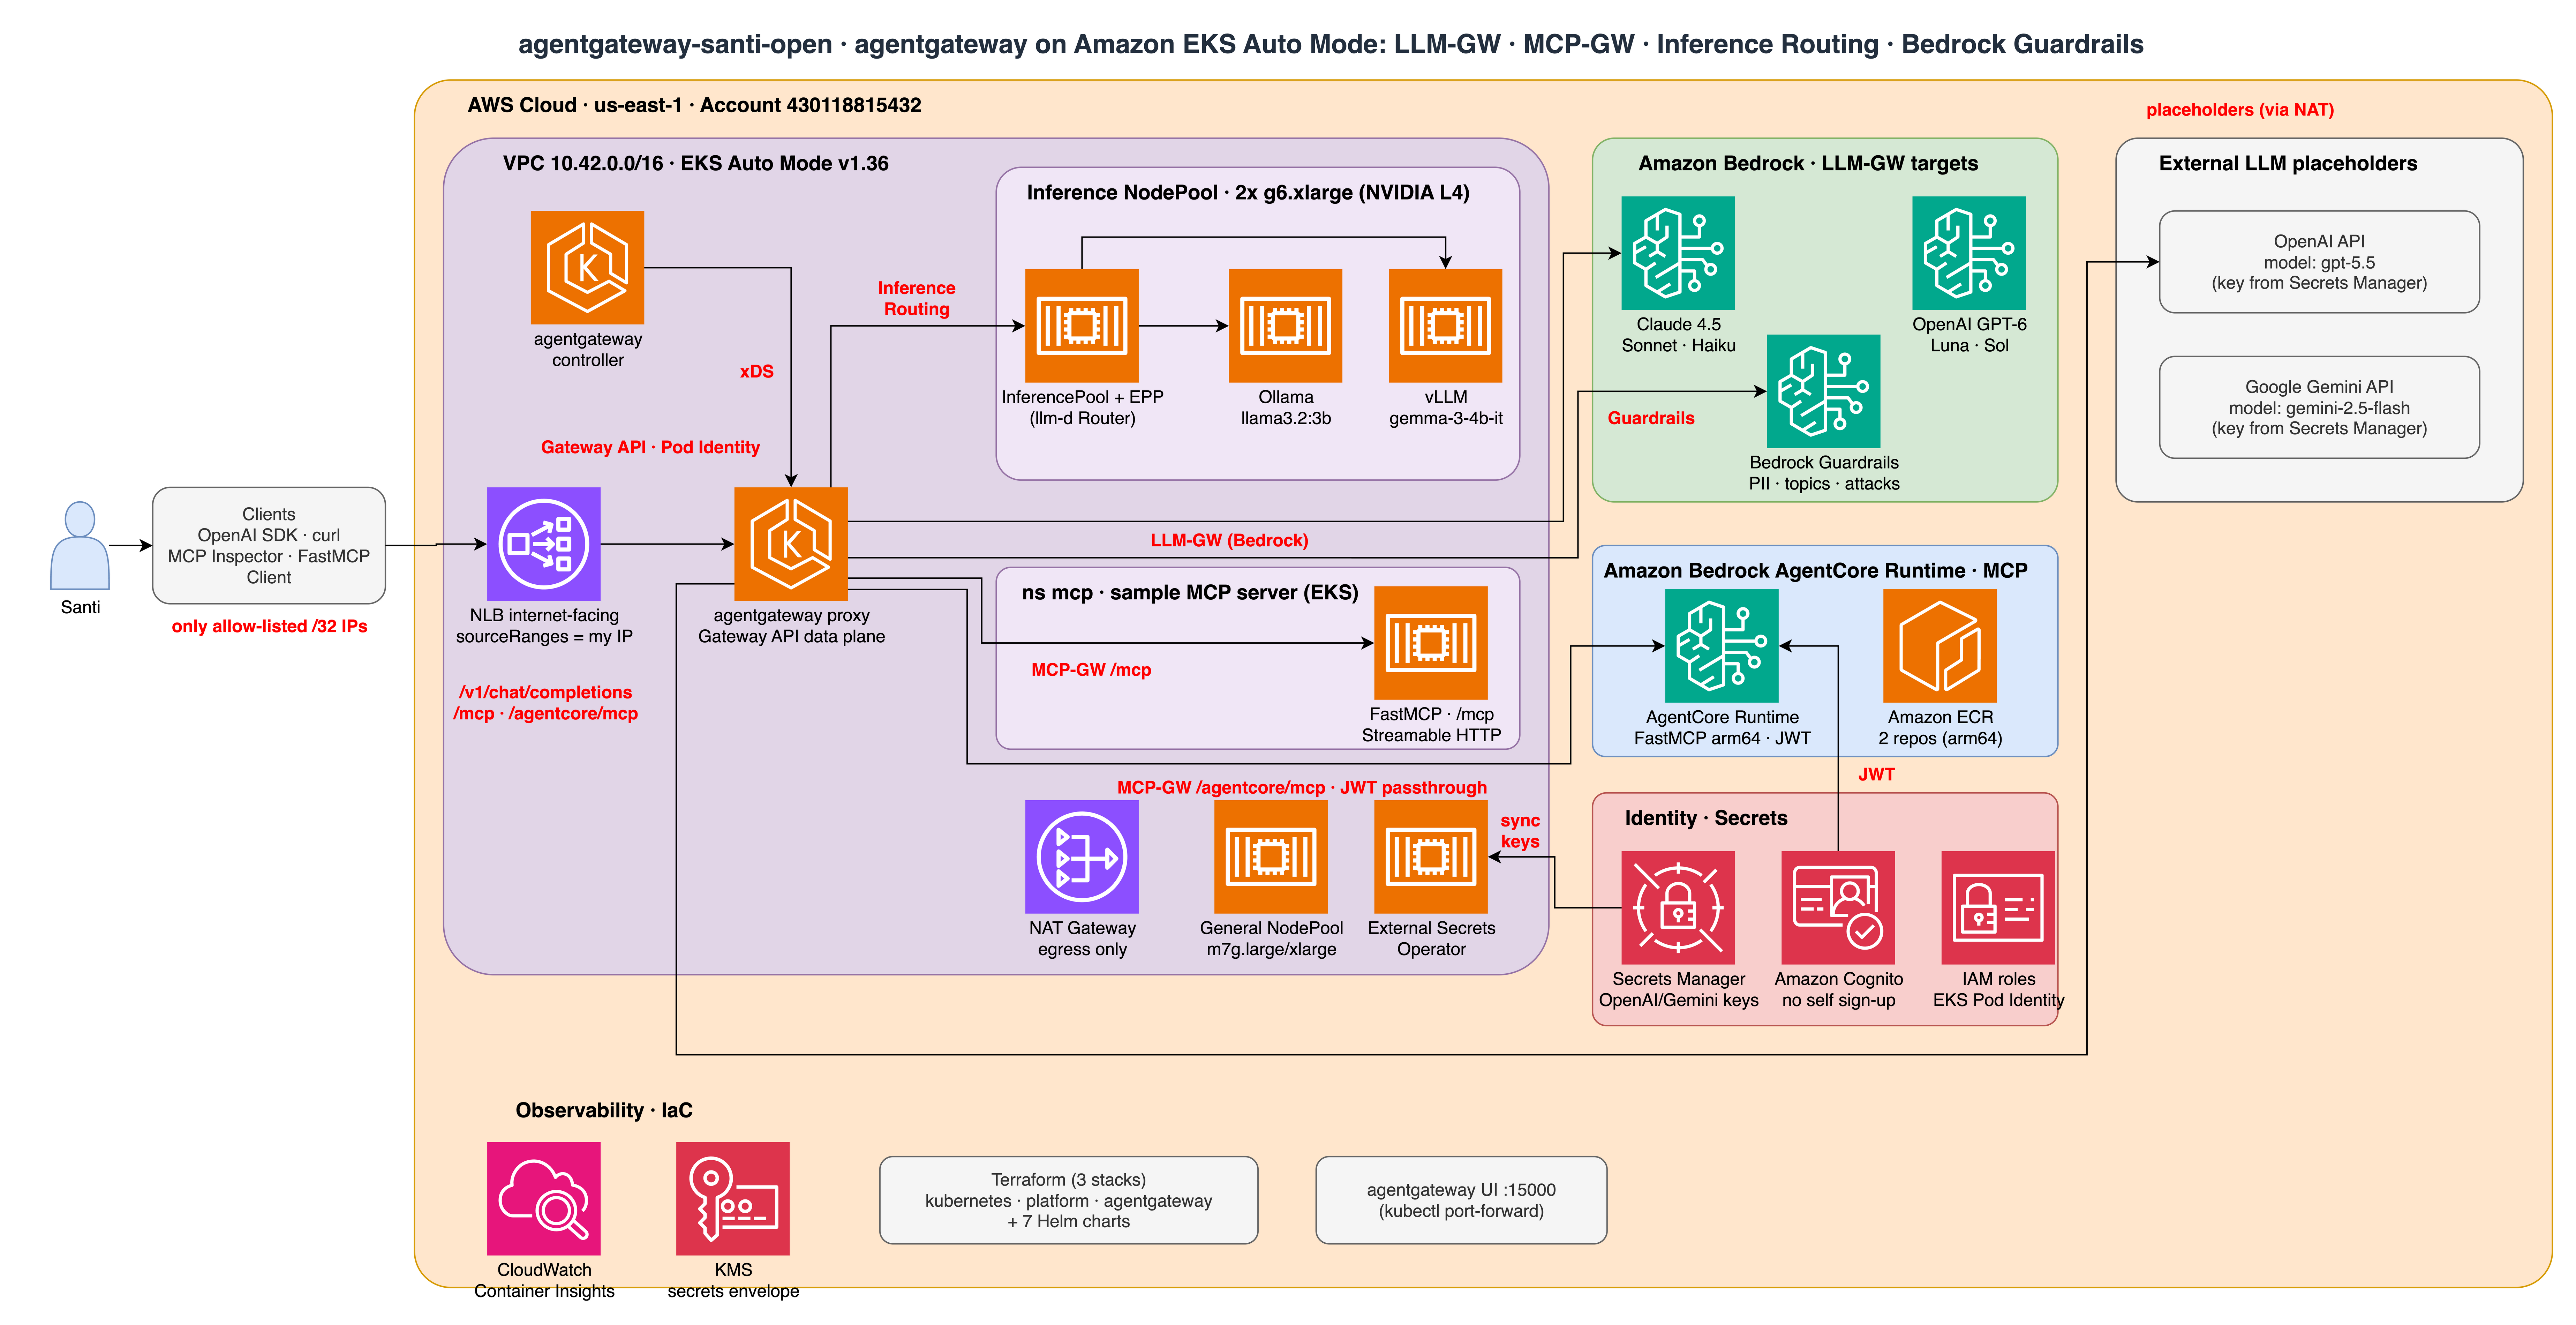 agentgateway-santi-open · agentgateway on Amazon EKS Auto Mode: LLM-GW · MCP-GW · Inference Routing · Bedrock Guardrails
AWS Cloud · us-east-1 · Account 430118815432
placeholders (via NAT)
VPC 10.42.0.0/16 · EKS Auto Mode v1.36
agentgateway
controller
xDS
Gateway API · Pod Identity
Inference
Routing
Inference NodePool · 2x g6.xlarge (NVIDIA L4)
InferencePool + EPP
(llm-d Router)
Ollama
llama3.2:3b
vLLM
gemma-3-4b-it
Amazon Bedrock · LLM-GW targets
Claude 4.5
Sonnet · Haiku
OpenAI GPT-6
Luna · Sol
Guardrails
Bedrock Guardrails
PII · topics · attacks
External LLM placeholders
OpenAI API
model: gpt-5.5
(key from Secrets Manager)
Google Gemini API
model: gemini-2.5-flash
(key from Secrets Manager)
Santi
Clients
OpenAI SDK · curl
MCP Inspector · FastMCP
Client
only allow-listed /32 IPs
NLB internet-facing
sourceRanges = my IP
/v1/chat/completions
/mcp · /agentcore/mcp
agentgateway proxy
Gateway API data plane
LLM-GW (Bedrock)
ns mcp · sample MCP server (EKS)
MCP-GW /mcp
FastMCP · /mcp
Streamable HTTP
MCP-GW /agentcore/mcp · JWT passthrough
Amazon Bedrock AgentCore Runtime · MCP
AgentCore Runtime
FastMCP arm64 · JWT
Amazon ECR
2 repos (arm64)
JWT
NAT Gateway
egress only
General NodePool
m7g.large/xlarge
External Secrets
Operator
sync
keys
Identity · Secrets
Secrets Manager
OpenAI/Gemini keys
Amazon Cognito
no self sign-up
IAM roles
EKS Pod Identity
Observability · IaC
CloudWatch
Container Insights
KMS
secrets envelope
Terraform (3 stacks)
kubernetes · platform · agentgateway
+ 7 Helm charts
agentgateway UI :15000
(kubectl port-forward)